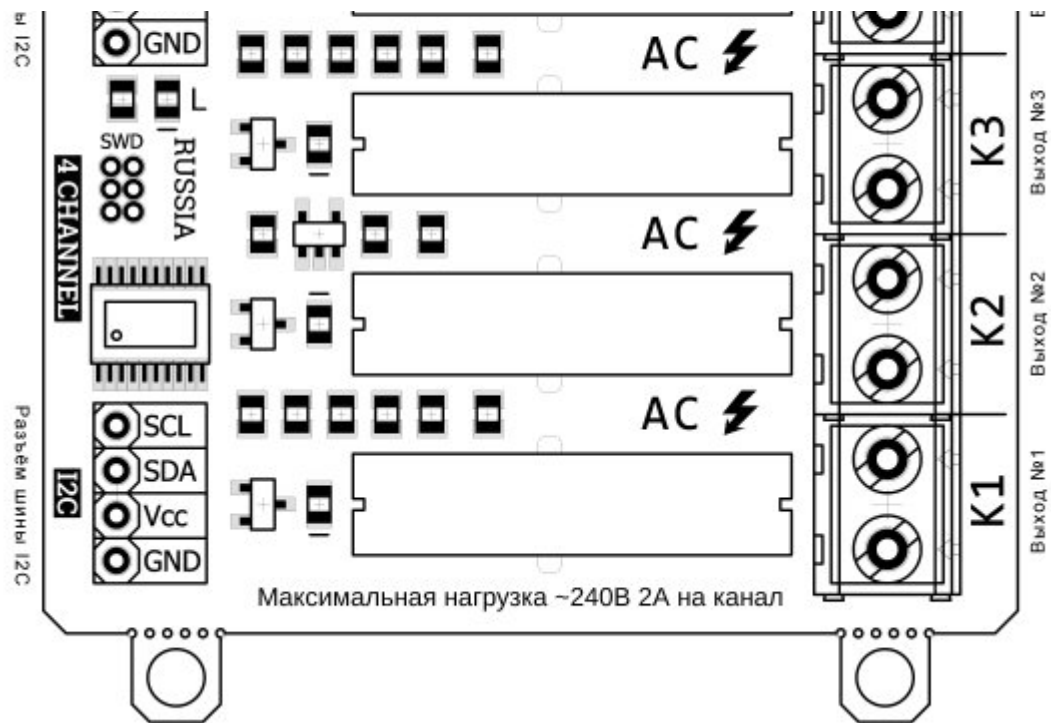 ы I2C
GND
AC
В
L
SWD
RUSSIA
4 CHANNEL
K3
Выход №3
AC
K2
Выход №2
AC
Разъём шины I2C
I2C
SCL
SDA
Vcc
GND
K1
Выход №1
Максимальная нагрузка ~240В 2А на канал